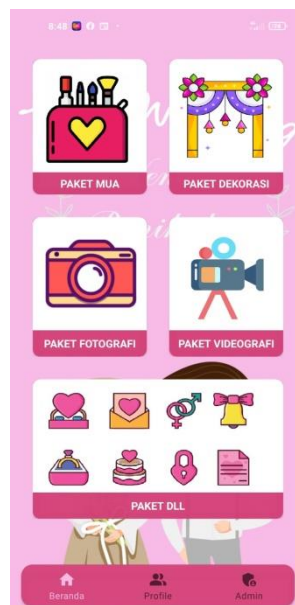 8:48
PAKET MUA
PAKET DEKORASI
PAKET FOTOGRAFI
PAKET VIDEOGRAFI
PAKET DLL
Beranda
Profile
Admin